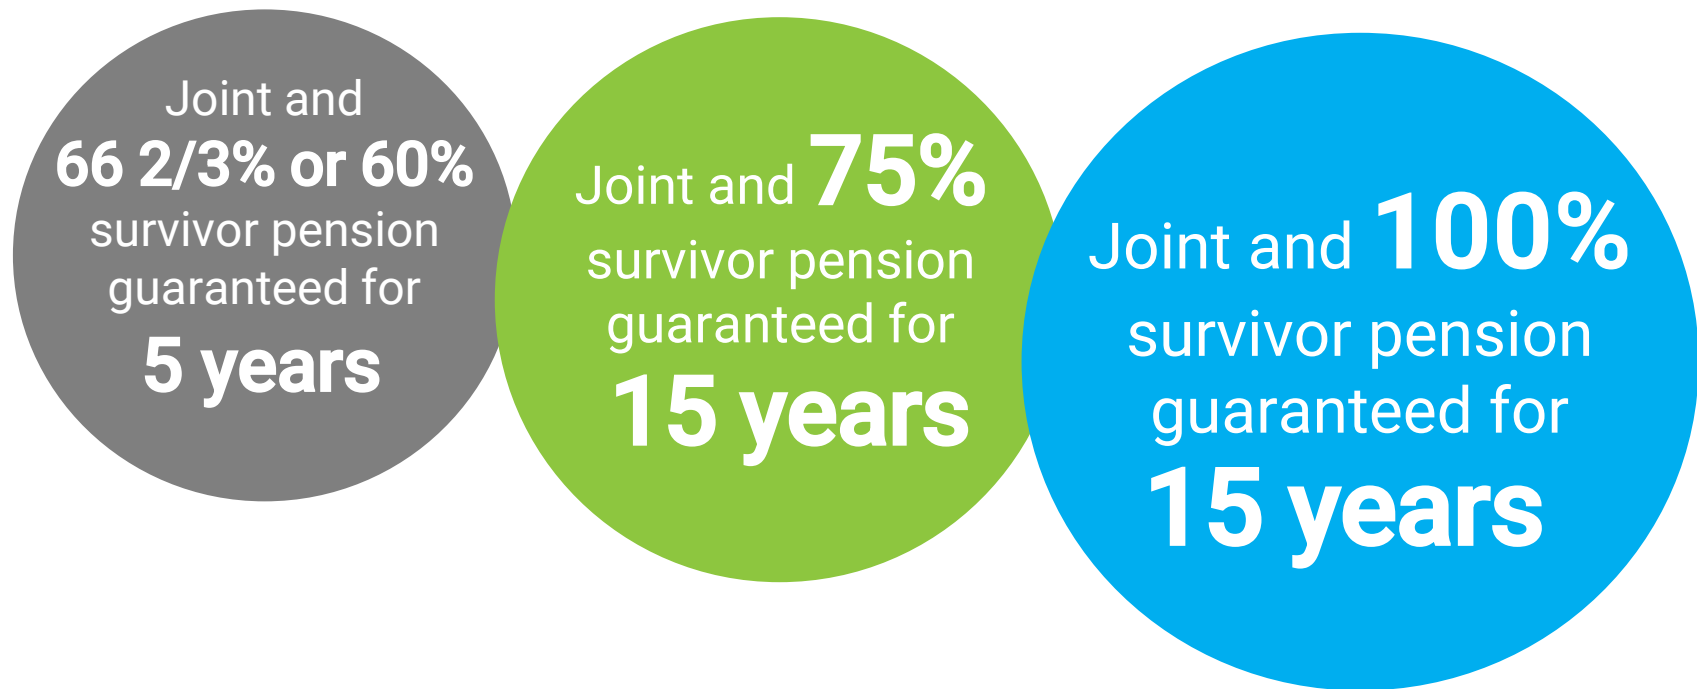 Joint and
66 2/3% or 60%
survivor pension
guaranteed for
5 years
Joint and 75%
survivor pension
guaranteed for
15 years
Joint and 100%
survivor pension
guaranteed for
15 years